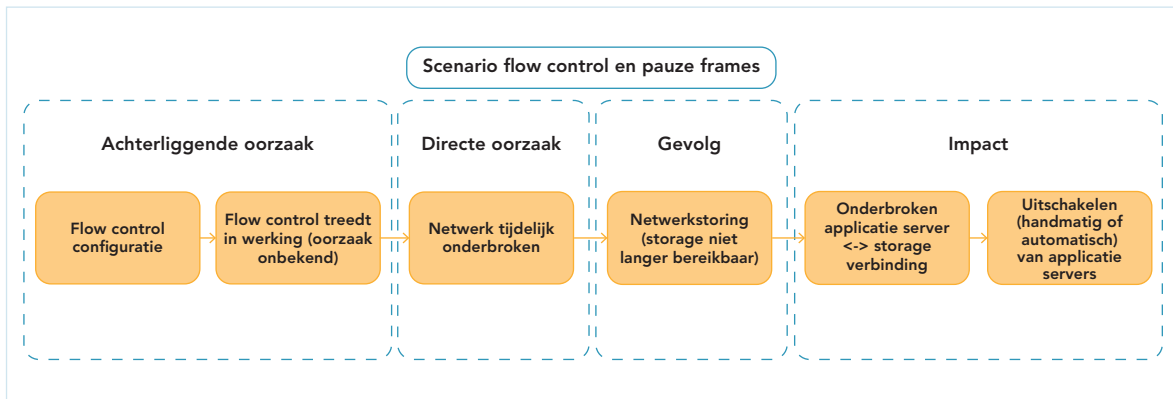 Scenario flow control en pauze frames
Achterliggende oorzaak
Flow control
configuratie
Flow control treedt
in werking (oorzaak
onbekend)
Directe oorzaak
Netwerk tijdelijk
onderbroken
Gevolg
Netwerkstoring
(storage niet
langer bereikbaar)
Impact
Onderbroken
applicatie server
<-> storage
verbinding
Uitschakelen
(handmatig of
automatisch)
van applicatie
servers